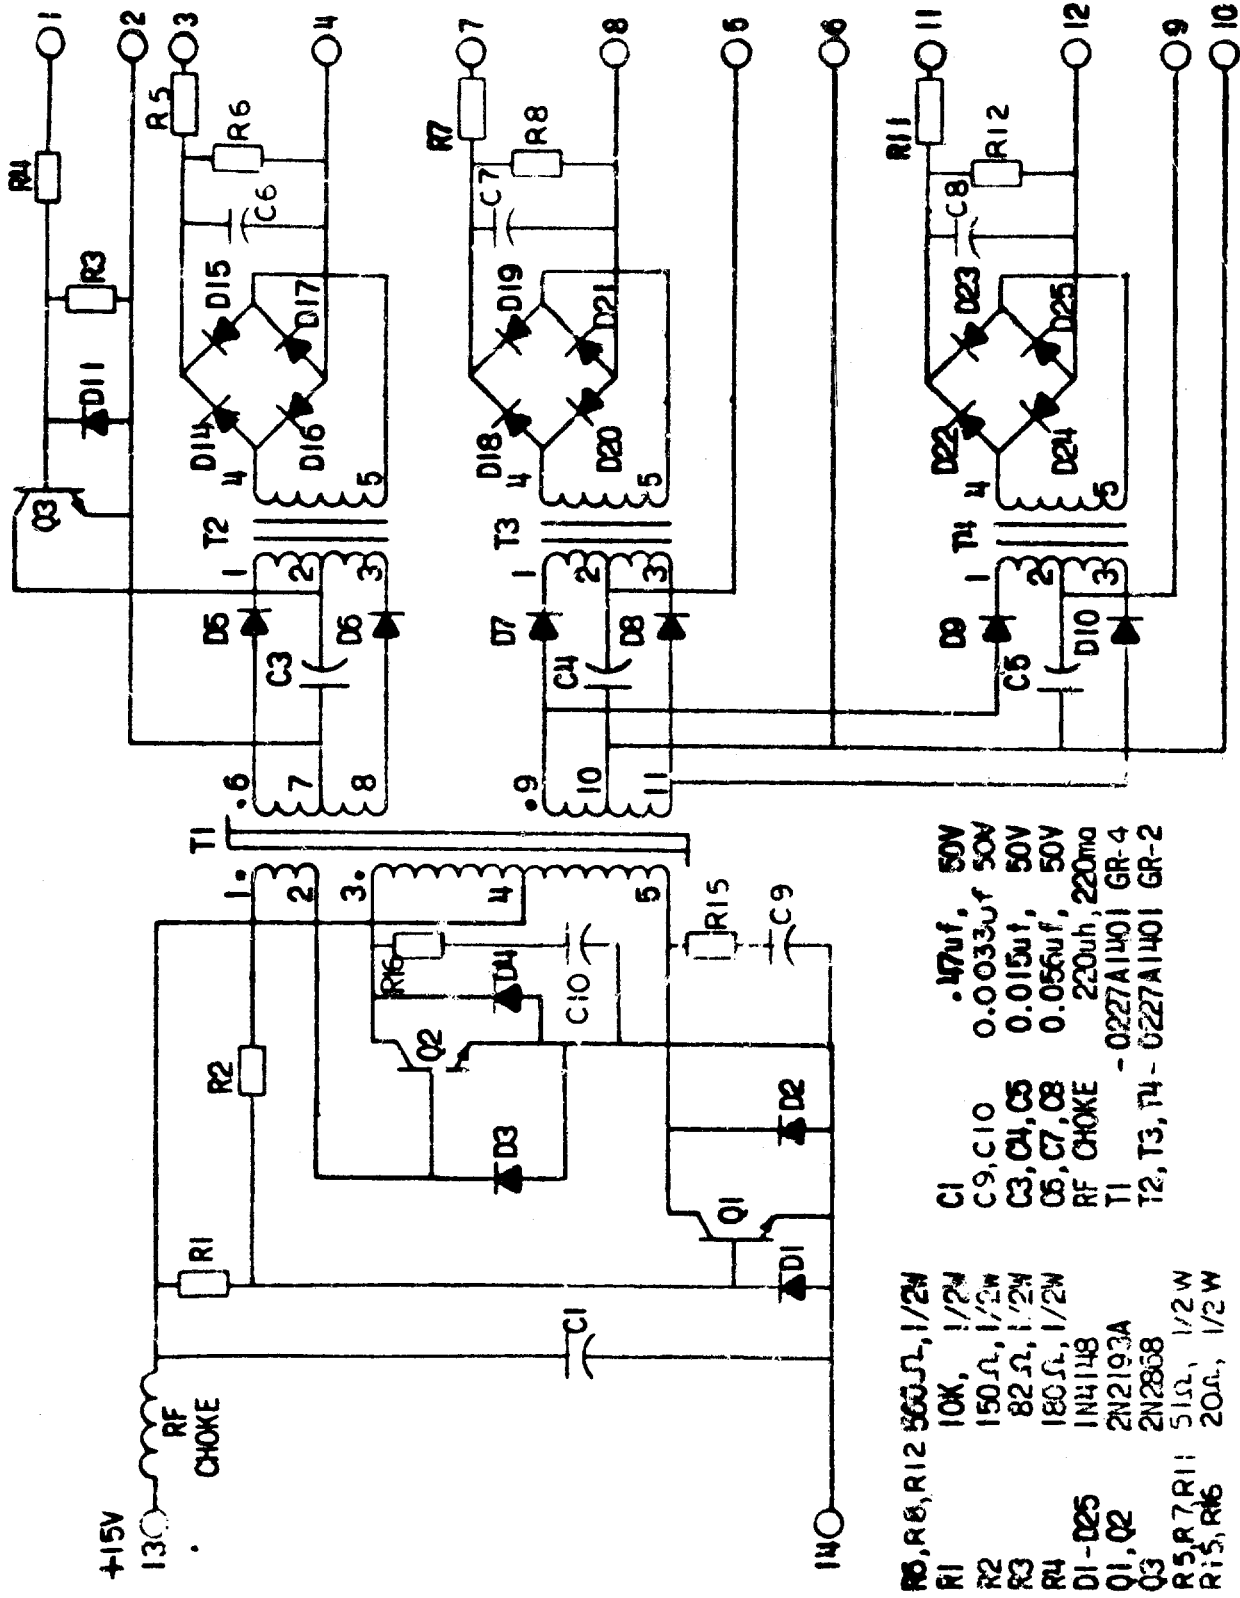 +15V
13
RF
CHOKE
14
C1
R1
D1
Q1
D2
R2
D3
Q2
D4
R16
C10
R15
C9
1.
2
3.
4
5
T1
.6
7
8
.9
10
11
D5
C3
D6
1
2
3
T2
4
5
D7
C4
D8
1
2
3
T3
4
5
D9
C5
D10
1
2
3
T4
4
5
Q3
D11
R3
R4
D14
D15
D16
D17
C6
R6
R5
D18
D19
D20
D21
C7
R8
R7
D22
D23
D24
D25
C8
R12
R11
1
2
3
4
7
8
5
6
11
12
9
10
R6, R8, R12 560Ω, 1/2W
R1 10K, 1/2W
R2 150Ω, 1/2W
R3 82Ω, 1/2W
R4 180Ω, 1/2W
D1-D25 1N4148
Q1, Q2 2N2193A
Q3 2N2868
R5, R7, R11 51Ω, 1/2W
R15, R16 20Ω, 1/2W
C1 .47uf, 50V
C9, C10 0.0033uf 50V
C3, C4, C5 0.015uf, 50V
C6, C7, C8 0.056uf, 50V
RF CHOKE 220uh, 220ma
T1 - 0227A1401 GR-4
T2, T3, T4 - 0227A1401 GR-2